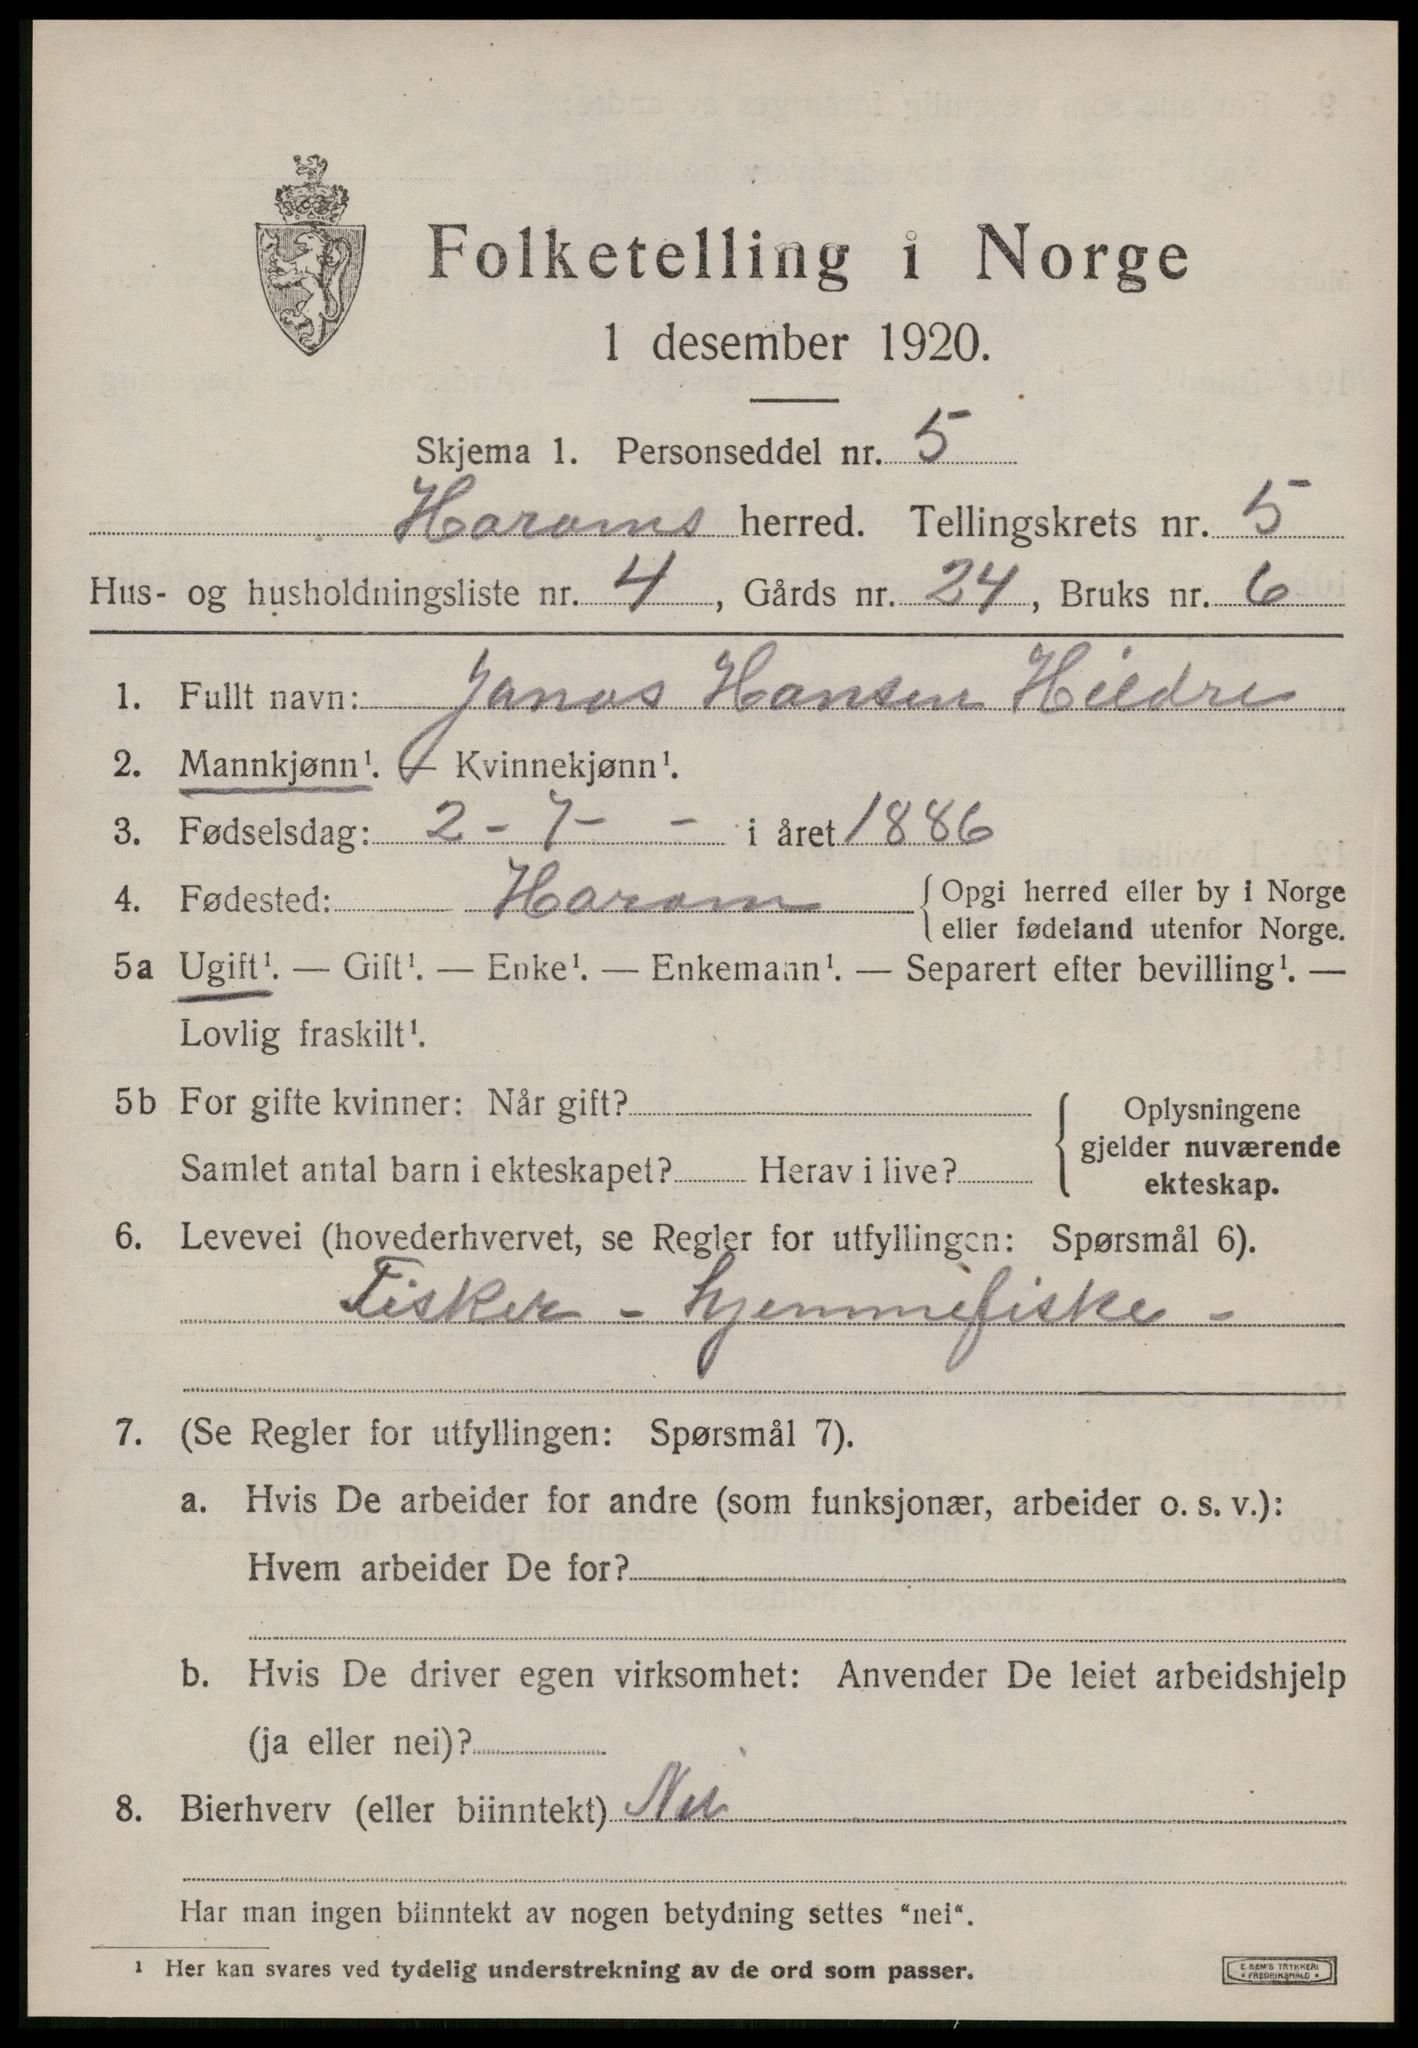 Folketelling i Norge
1 desember 1920.
Skjema 1. Personseddel nr. 5
Harams herred. Tellingskrets nr. 5
Hus- og husholdningsliste nr. 4, Gårds nr. 24, Bruks nr. 6
1. Fullt navn: Janas Hansen Hildre
2. Mannkjønn¹. — Kvinnekjønn¹.
3. Fødselsdag: 2 - 7 - - i året 1886
4. Fødested: Haram { Opgi herred eller by i Norge
eller fødeland utenfor Norge.
5a Ugift¹. — Gift¹. — Enke¹. — Enkemann¹. — Separert efter bevilling¹. —
Lovlig fraskilt¹.
5b For gifte kvinner: Når gift?
Samlet antal barn i ekteskapet? Herav i live?
Oplysningene
gjelder nuværende
ekteskap.
6. Levevei (hovederhvervet, se Regler for utfyllingen: Spørsmål 6).
Fisker - hjemmefiske -
7. (Se Regler for utfyllingen: Spørsmål 7).
a. Hvis De arbeider for andre (som funksjonær, arbeider o. s. v.):
Hvem arbeider De for?
b. Hvis De driver egen virksomhet: Anvender De leiet arbeidshjelp
(ja eller nei)?
8. Bierhverv (eller biinntekt) Nei
Har man ingen biinntekt av nogen betydning settes "nei".
¹ Her kan svares ved tydelig understrekning av de ord som passer.
E. SEM'S TRYKKERI
FREDRIKSHALD